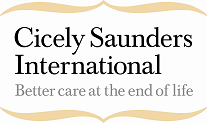 Cicely Saunders
International
Better care at the end of life